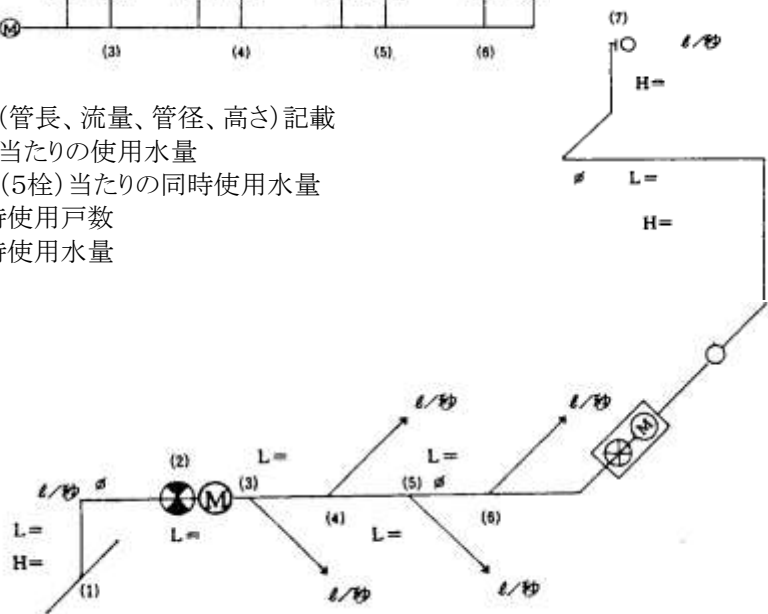 M
(3) (4) (5) (6)
(管長、流量、管径、高さ)記載
当たりの使用水量
(5栓)当たりの同時使用水量
時使用戸数
時使用水量
(7)
ℓ/秒
H=
ø L=
H=
M
ℓ/秒 ℓ/秒
(2) L= L=
ℓ/秒 ø M (3) (5) ø
(4) (6)
L= L= L=
H=
(1)
ℓ/秒 ℓ/秒